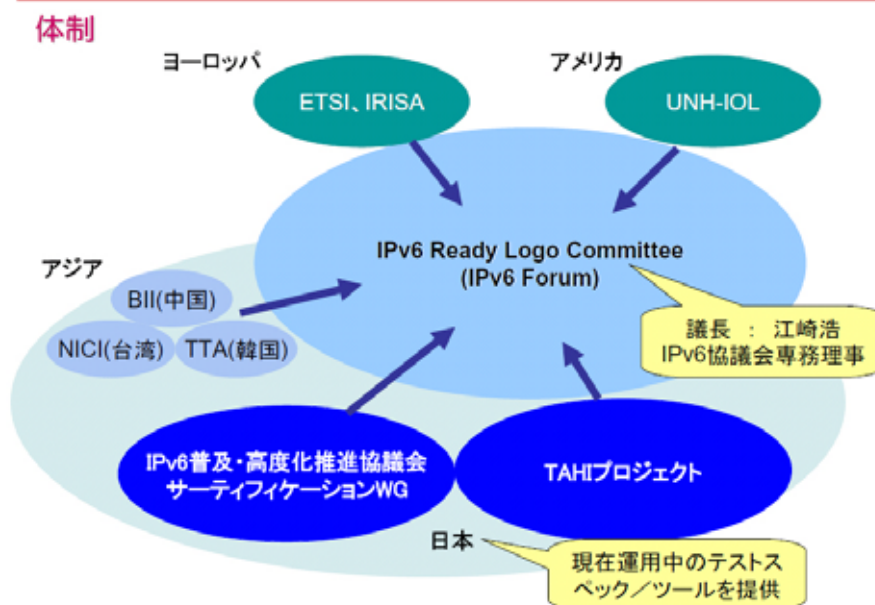 体制
ヨーロッパ
アメリカ
ETSI、IRISA
UNH-IOL
IPv6 Ready Logo Committee
(IPv6 Forum)
アジア
BII(中国)
NICI(台湾)
TTA(韓国)
議長 : 江崎浩
IPv6協議会専務理事
IPv6普及・高度化推進協議会
サーティフィケーションWG
TAHIプロジェクト
日本
現在運用中のテストス
ペック／ツールを提供